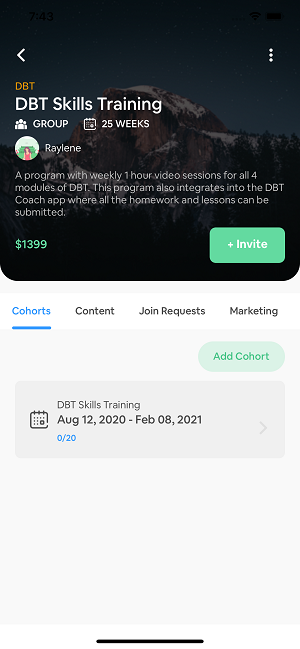 7:43
DBT
DBT Skills Training
GROUP 25 WEEKS
Raylene
A program with weekly 1 hour video sessions for all 4
modules of DBT. This program also integrates into the DBT
Coach app where all the homework and lessons can be
submitted.
$1399 + Invite
Cohorts Content Join Requests Marketing
Add Cohort
DBT Skills Training
Aug 12, 2020 - Feb 08, 2021
0/20